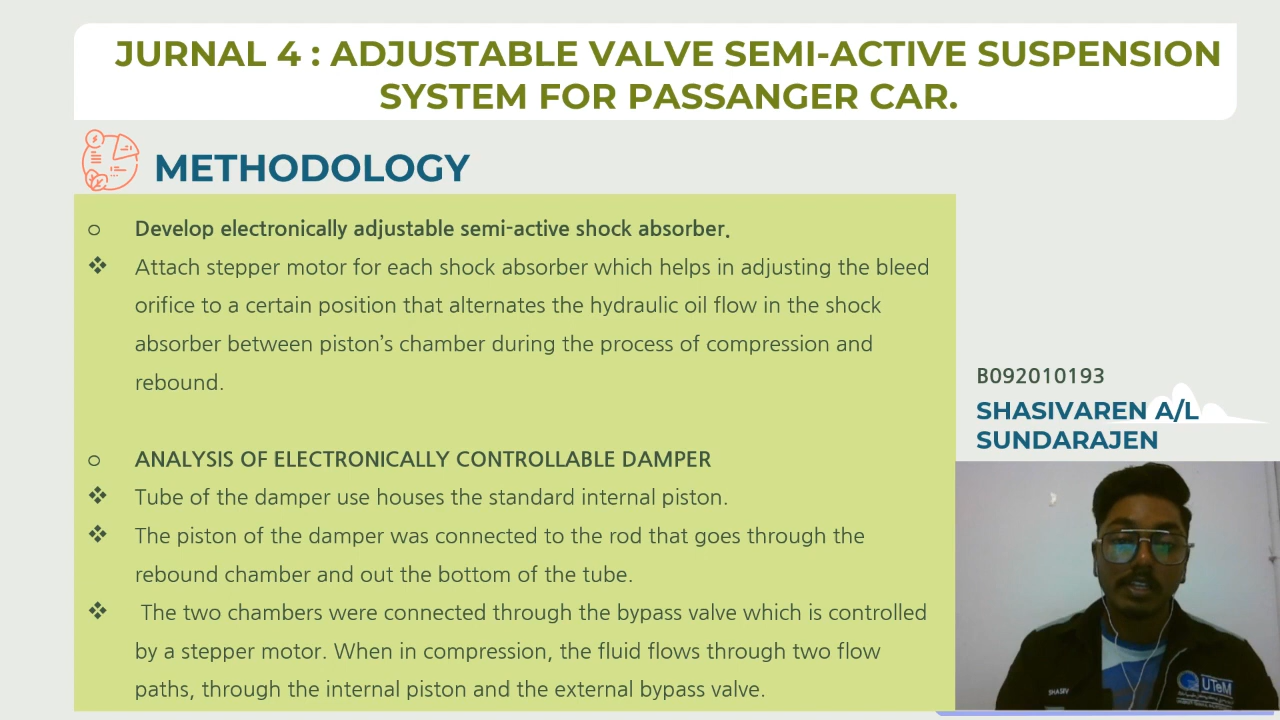 JURNAL 4 : ADJUSTABLE VALVE SEMI-ACTIVE SUSPENSION
SYSTEM FOR PASSANGER CAR.
METHODOLOGY
Develop electronically adjustable semi-active shock absorber.
Attach stepper motor for each shock absorber which helps in adjusting the bleed
orifice to a certain position that alternates the hydraulic oil flow in the shock
absorber between piston's chamber during the process of compression and
rebound.
ANALYSIS OF ELECTRONICALLY CONTROLLABLE DAMPER
Tube of the damper use houses the standard internal piston.
The piston of the damper was connected to the rod that goes through the
rebound chamber and out the bottom of the tube.
The two chambers were connected through the bypass valve which is controlled
by a stepper motor. When in compression, the fluid flows through two flow
paths, through the internal piston and the external bypass valve.
B092010193
SHASIVAREN A/L
SUNDARAJEN
SHASIV
UTeM